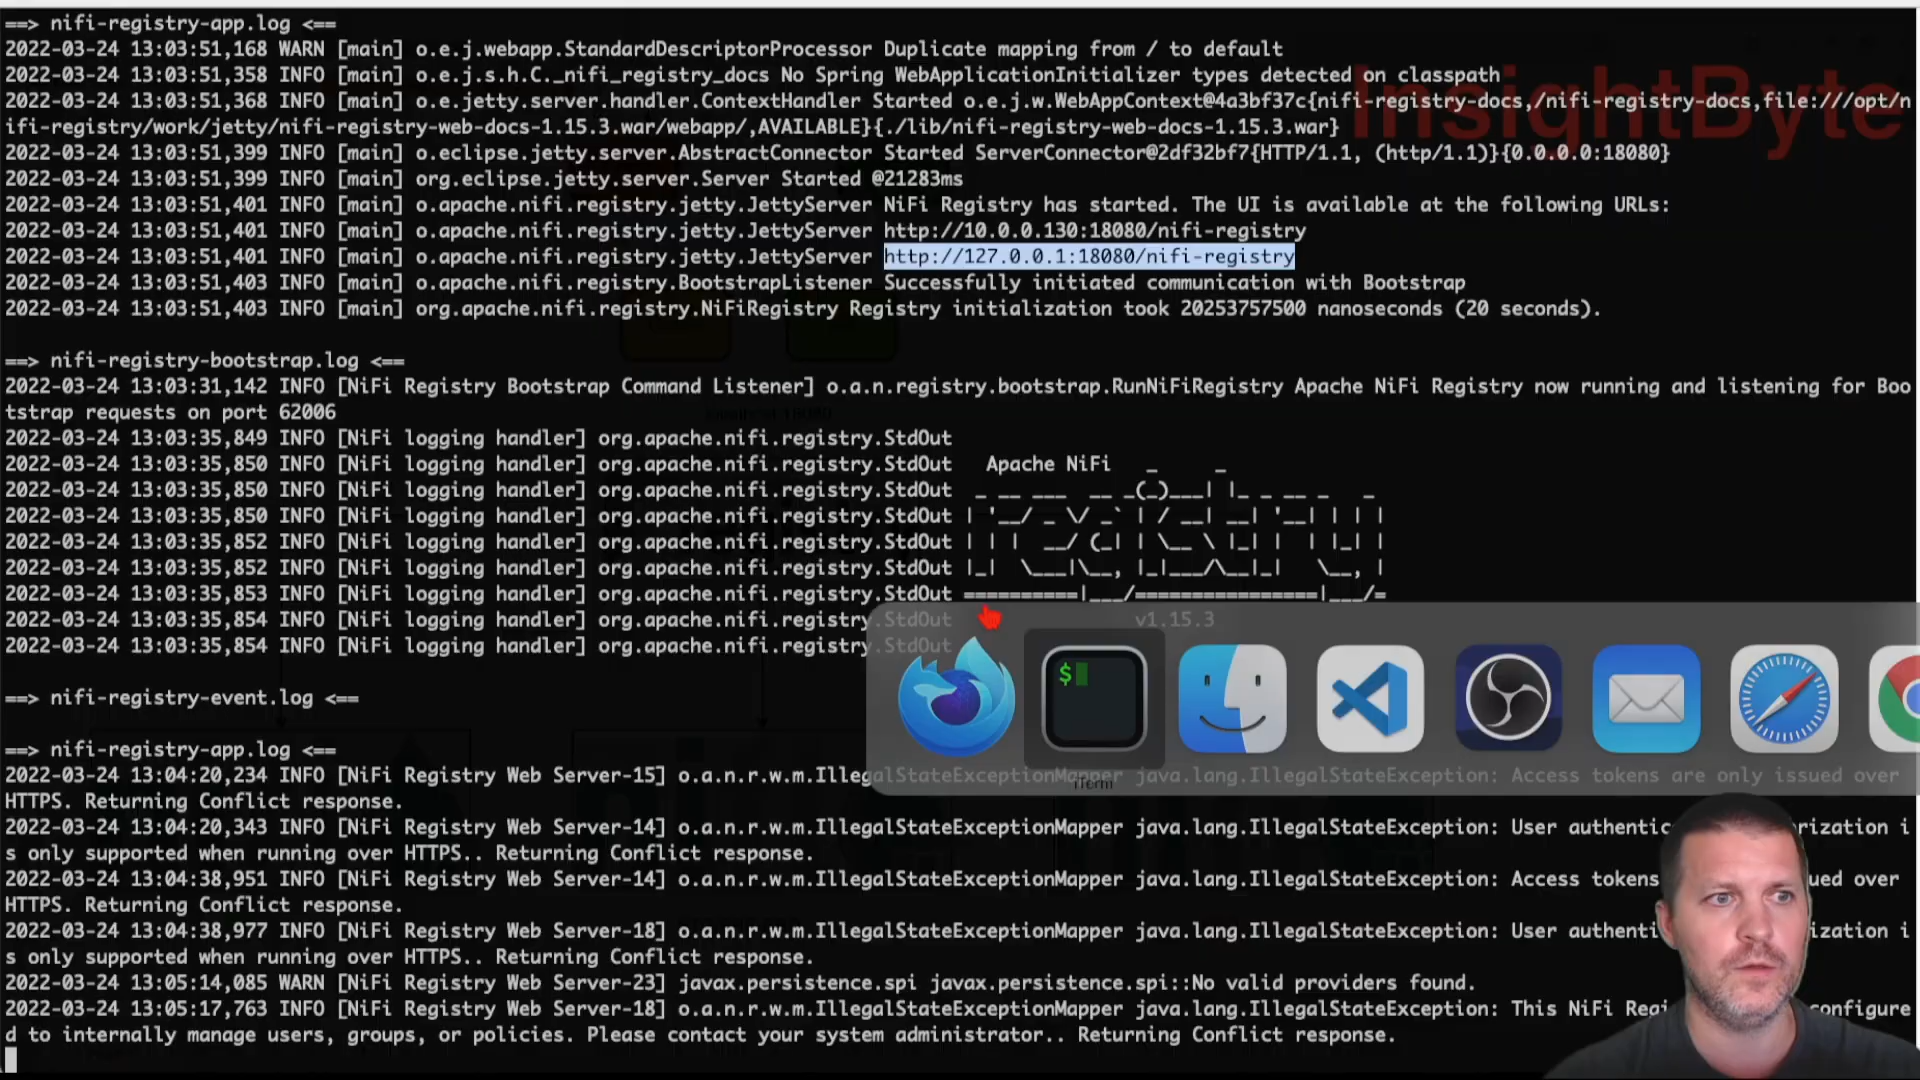 ==> nifi-registry-app.log <==
2022-03-24 13:03:51,168 WARN [main] o.e.j.webapp.StandardDescriptorProcessor Duplicate mapping from / to default
2022-03-24 13:03:51,358 INFO [main] o.e.j.s.h.C._nifi_registry_docs No Spring WebApplicationInitializer types detected on classpath
InsightByte
2022-03-24 13:03:51,368 INFO [main] o.e.jetty.server.handler.ContextHandler Started o.e.j.w.WebAppContext@4a3bf37c{nifi-registry-docs,/nifi-registry-docs,file:///opt/n
ifi-registry/work/jetty/nifi-registry-web-docs-1.15.3.war/webapp/,AVAILABLE}{./lib/nifi-registry-web-docs-1.15.3.war}
2022-03-24 13:03:51,399 INFO [main] o.eclipse.jetty.server.AbstractConnector Started ServerConnector@2df32bf7{HTTP/1.1, (http/1.1)}{0.0.0.0:18080}
2022-03-24 13:03:51,399 INFO [main] org.eclipse.jetty.server.Server Started @21283ms
2022-03-24 13:03:51,401 INFO [main] o.apache.nifi.registry.jetty.JettyServer NiFi Registry has started. The UI is available at the following URLs:
2022-03-24 13:03:51,401 INFO [main] o.apache.nifi.registry.jetty.JettyServer http://10.0.0.130:18080/nifi-registry
2022-03-24 13:03:51,401 INFO [main] o.apache.nifi.registry.jetty.JettyServer http://127.0.0.1:18080/nifi-registry
2022-03-24 13:03:51,403 INFO [main] o.apache.nifi.registry.BootstrapListener Successfully initiated communication with Bootstrap
2022-03-24 13:03:51,403 INFO [main] org.apache.nifi.registry.NiFiRegistry Registry initialization took 20253757500 nanoseconds (20 seconds).
==> nifi-registry-bootstrap.log <==
2022-03-24 13:03:31,142 INFO [NiFi Registry Bootstrap Command Listener] o.a.n.registry.bootstrap.RunNiFiRegistry Apache NiFi Registry now running and listening for Boo
tstrap requests on port 62006
2022-03-24 13:03:35,849 INFO [NiFi logging handler] org.apache.nifi.registry.StdOut
2022-03-24 13:03:35,850 INFO [NiFi logging handler] org.apache.nifi.registry.StdOut Apache NiFi
2022-03-24 13:03:35,850 INFO [NiFi logging handler] org.apache.nifi.registry.StdOut
2022-03-24 13:03:35,850 INFO [NiFi logging handler] org.apache.nifi.registry.StdOut registry
2022-03-24 13:03:35,852 INFO [NiFi logging handler] org.apache.nifi.registry.StdOut
2022-03-24 13:03:35,852 INFO [NiFi logging handler] org.apache.nifi.registry.StdOut
2022-03-24 13:03:35,853 INFO [NiFi logging handler] org.apache.nifi.registry.StdOut
2022-03-24 13:03:35,854 INFO [NiFi logging handler] org.apache.nifi.registry.StdOut v1.15.3
2022-03-24 13:03:35,854 INFO [NiFi logging handler] org.apache.nifi.registry.StdOut
$
==> nifi-registry-event.log <==
==> nifi-registry-app.log <==
2022-03-24 13:04:20,234 INFO [NiFi Registry Web Server-15] o.a.n.r.w.m.IllegalStateExceptionMapper java.lang.IllegalStateException: Access tokens are only issued over
iTerm
HTTPS. Returning Conflict response.
2022-03-24 13:04:20,343 INFO [NiFi Registry Web Server-14] o.a.n.r.w.m.IllegalStateExceptionMapper java.lang.IllegalStateException: User authentic rization i
s only supported when running over HTTPS.. Returning Conflict response.
2022-03-24 13:04:38,951 INFO [NiFi Registry Web Server-14] o.a.n.r.w.m.IllegalStateExceptionMapper java.lang.IllegalStateException: Access tokens ued over
HTTPS. Returning Conflict response.
2022-03-24 13:04:38,977 INFO [NiFi Registry Web Server-18] o.a.n.r.w.m.IllegalStateExceptionMapper java.lang.IllegalStateException: User authenti ization i
s only supported when running over HTTPS.. Returning Conflict response.
2022-03-24 13:05:14,085 WARN [NiFi Registry Web Server-23] javax.persistence.spi javax.persistence.spi::No valid providers found.
2022-03-24 13:05:17,763 INFO [NiFi Registry Web Server-18] o.a.n.r.w.m.IllegalStateExceptionMapper java.lang.IllegalStateException: This NiFi Regi configure
d to internally manage users, groups, or policies. Please contact your system administrator.. Returning Conflict response.